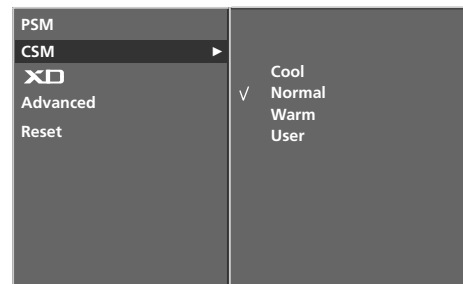 PSM
CSM ►
XD
Advanced
Reset
Cool
√ Normal
Warm
User